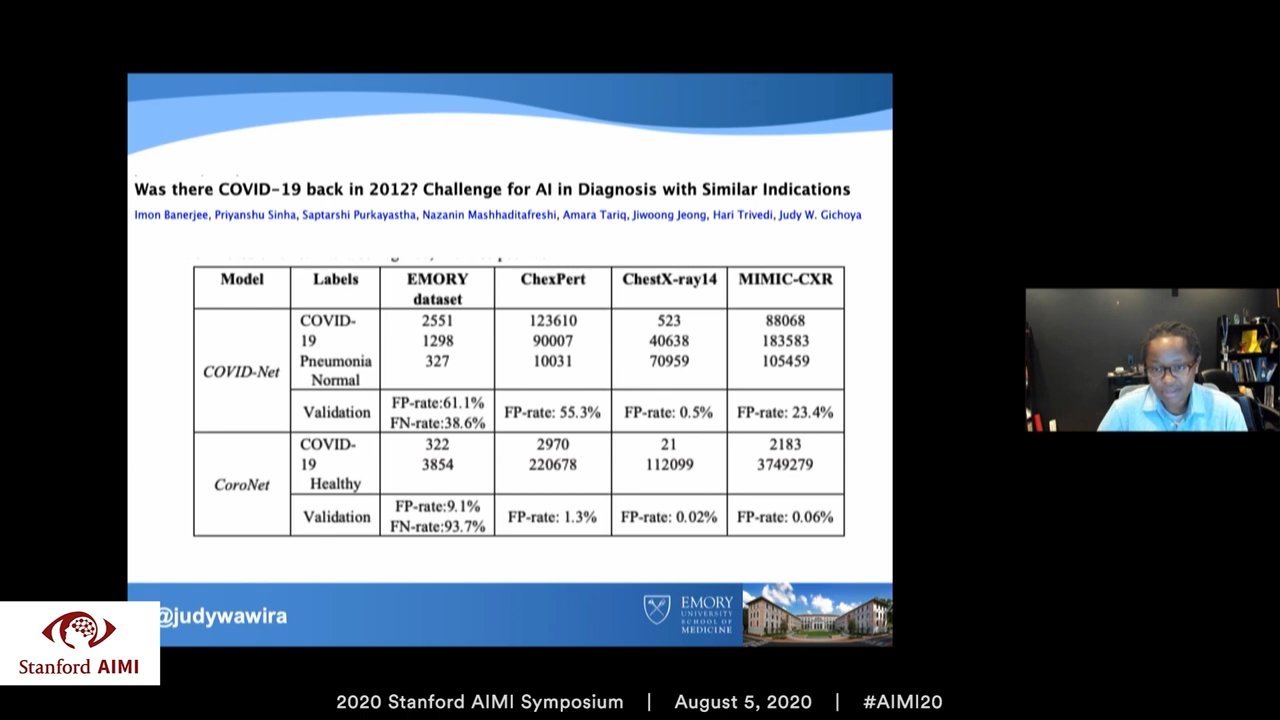 Was there COVID-19 back in 2012? Challenge for AI in Diagnosis with Similar Indications
Imon Banerjee, Priyanshu Sinha, Saptarshi Purkayastha, Nazanin Mashhaditafreshi, Amara Tariq, Jiwoong Jeong, Hari Trivedi, Judy W. Gichoya
Model Labels EMORY dataset ChexPert ChestX-ray14 MIMIC-CXR
COVID-Net
COVID- 2551 123610 523 88068
19 1298 90007 40638 183583
Pneumonia 327 10031 70959 105459
Normal
Validation FP-rate:61.1% FN-rate:38.6% FP-rate: 55.3% FP-rate: 0.5% FP-rate: 23.4%
CoroNet
COVID- 322 2970 21 2183
19 3854 220678 112099 3749279
Healthy
Validation FP-rate:9.1% FN-rate:93.7% FP-rate: 1.3% FP-rate: 0.02% FP-rate: 0.06%
@judywawira
EMORY
UNIVERSITY
SCHOOL OF
MEDICINE
Stanford AIMI
2020 Stanford AIMI Symposium | August 5, 2020 | #AIMI20